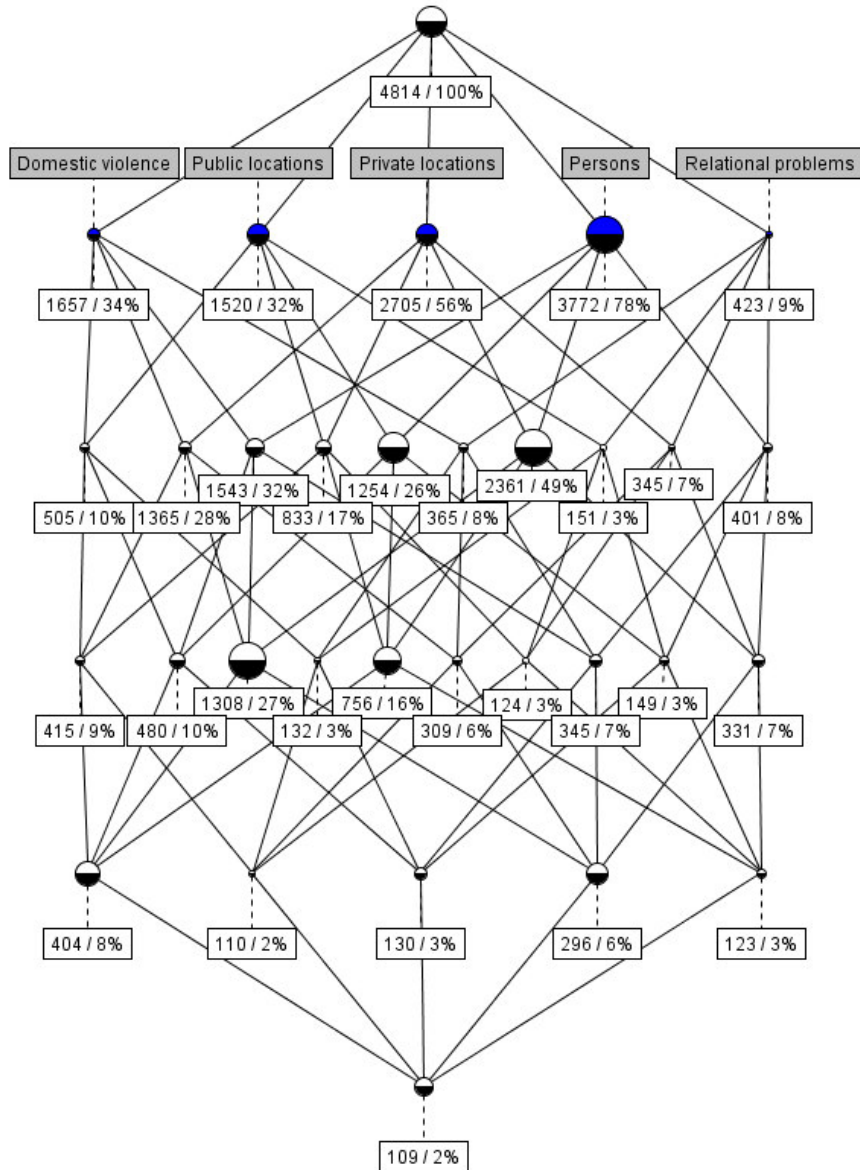 4814 / 100%
Domestic violence
Public locations
Private locations
Persons
Relational problems
1657 / 34%
1520 / 32%
2705 / 56%
3772 / 78%
423 / 9%
1543 / 32%
1254 / 26%
2361 / 49%
345 / 7%
505 / 10%
1365 / 28%
833 / 17%
365 / 8%
151 / 3%
401 / 8%
1308 / 27%
756 / 16%
124 / 3%
149 / 3%
415 / 9%
480 / 10%
132 / 3%
309 / 6%
345 / 7%
331 / 7%
404 / 8%
110 / 2%
130 / 3%
296 / 6%
123 / 3%
109 / 2%